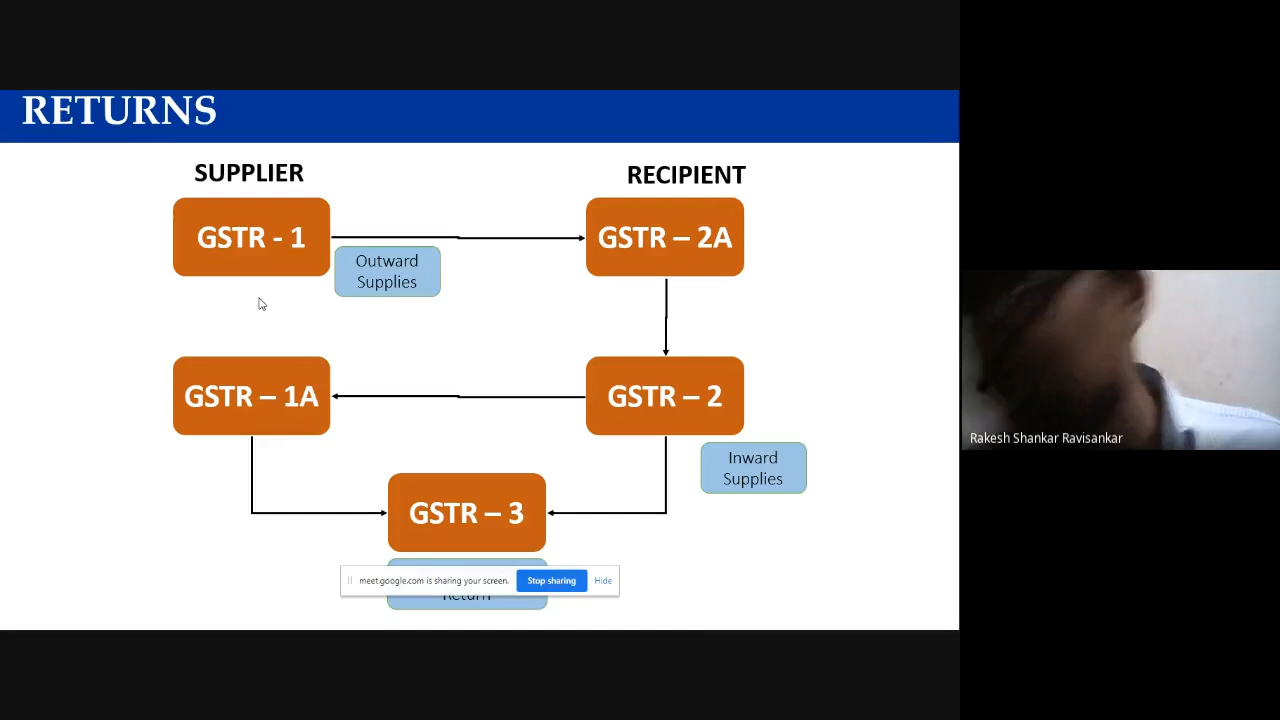 RETURNS
SUPPLIER
RECIPIENT
GSTR - 1
GSTR – 2A
Outward
Supplies
GSTR – 1A
GSTR – 2
Inward
Supplies
GSTR – 3
meet.google.com is sharing your screen.
Stop sharing
Hide
Return
Rakesh Shankar Ravisankar